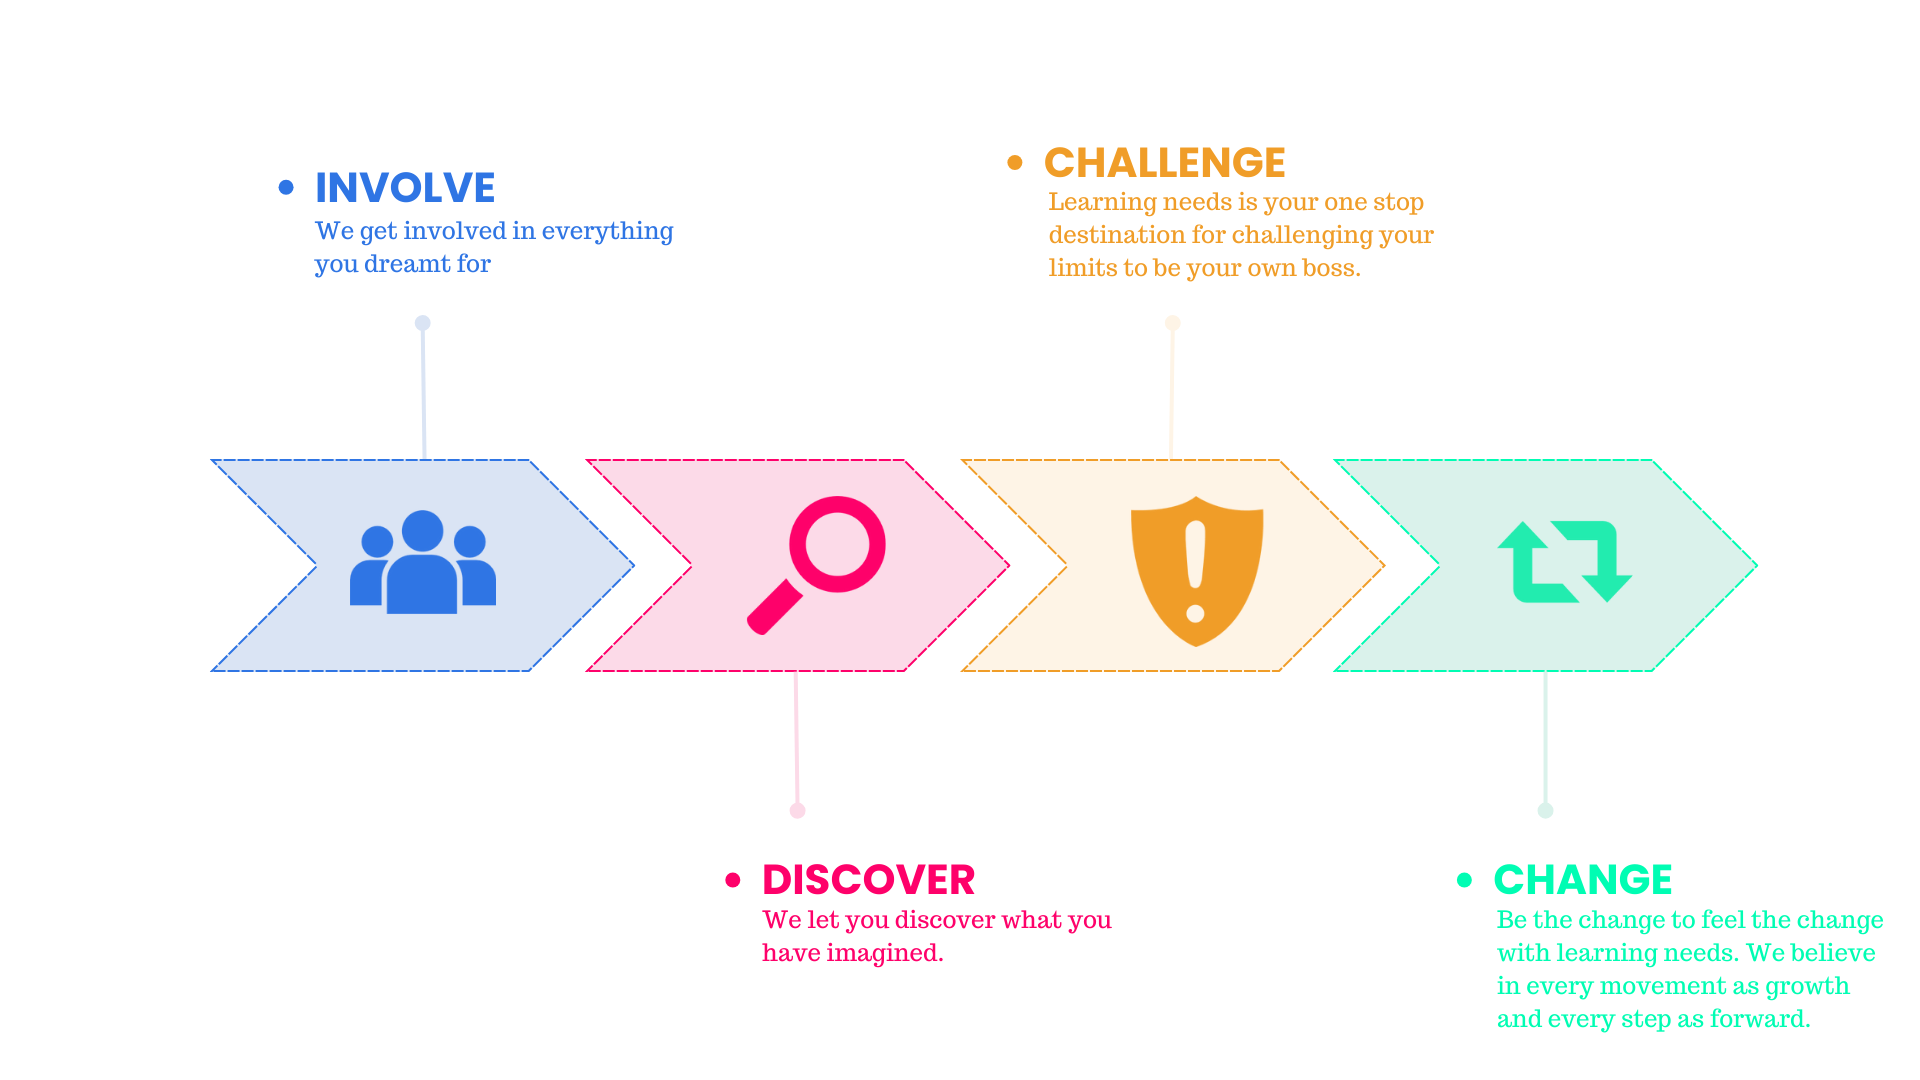 INVOLVE
We get involved in everything
you dreamt for
CHALLENGE
Learning needs is your one stop
destination for challenging your
limits to be your own boss.
DISCOVER
We let you discover what you
have imagined.
CHANGE
Be the change to feel the change
with learning needs. We believe
in every movement as growth
and every step as forward.